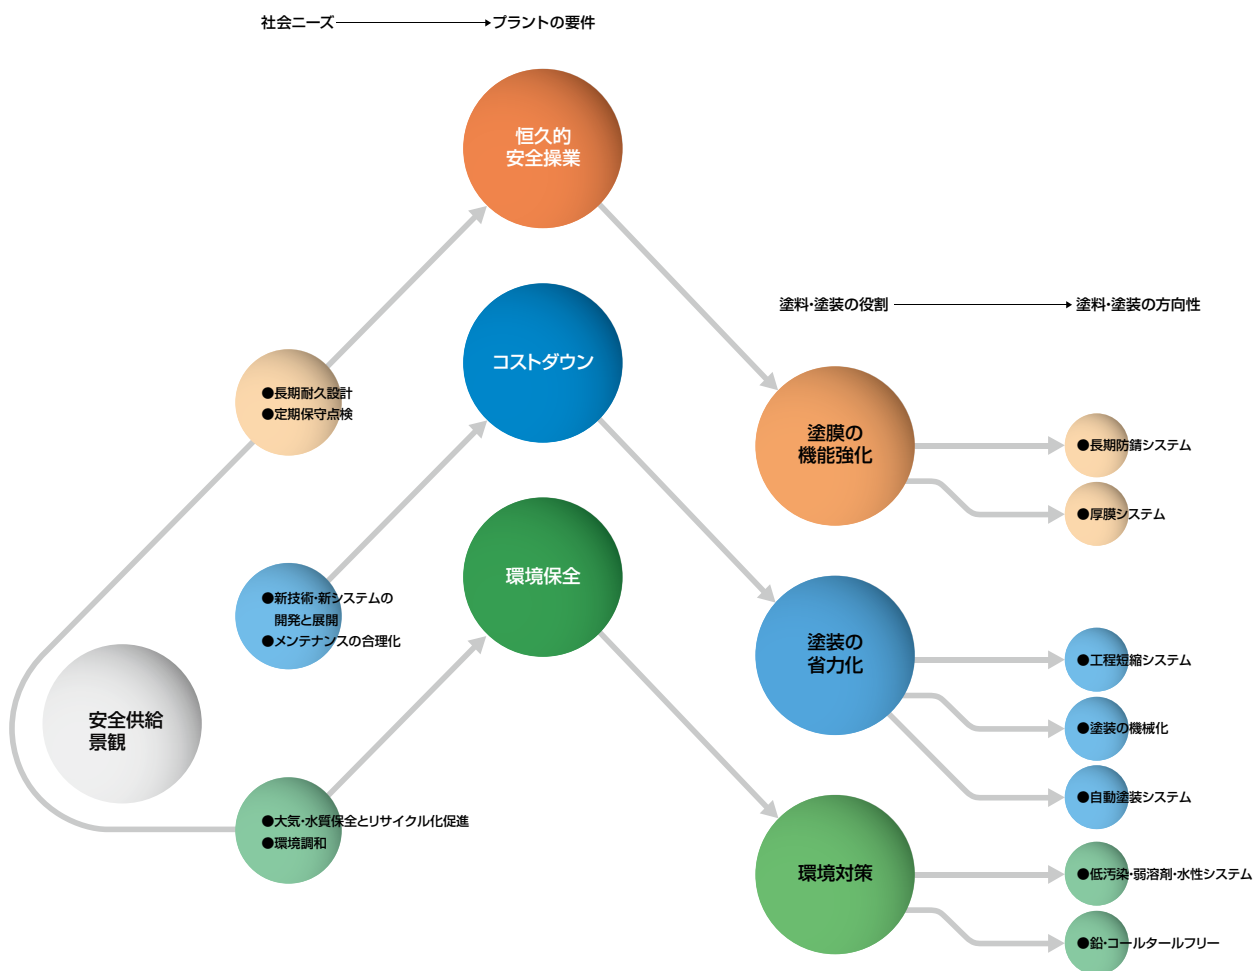 社会ニーズ
プラントの要件
恒久的
安全操業
コストダウン
環境保全
●長期耐久設計
●定期保守点検
●新技術・新システムの
開発と展開
●メンテナンスの合理化
安全供給
景観
●大気・水質保全とリサイクル化促進
●環境調和
塗料・塗装の役割
塗料・塗装の方向性
塗膜の
機能強化
●長期防錆システム
●厚膜システム
塗装の
省力化
●工程短縮システム
●塗装の機械化
●自動塗装システム
環境対策
●低汚染・弱溶剤・水性システム
●鉛・コールタールフリー